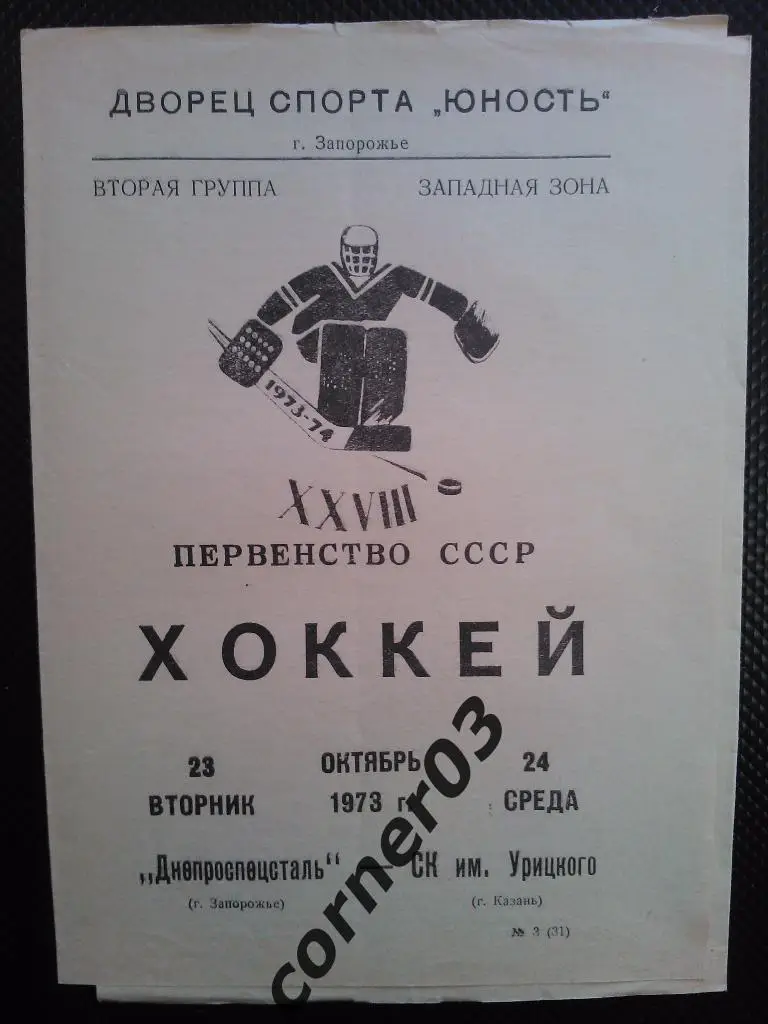 ДВОРЕЦ СПОРТА „ЮНОСТЬ“
г. Запорожье
ВТОРАЯ ГРУППА ЗАПАДНАЯ ЗОНА
1973-74
XXVIII
ПЕРВЕНСТВО СССР
ХОККЕЙ
23 ОКТЯБРЬ 24
ВТОРНИК 1973 г. СРЕДА
„Днепроспецсталь“ — СК им. Урицкого
(г. Запорожье) (г. Казань)
№ 3 (31)
corner03